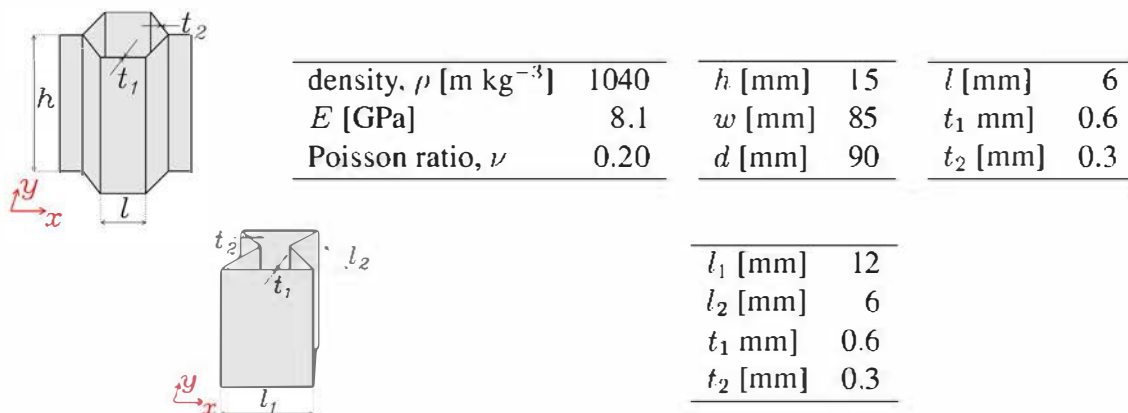 t₂
t₁
h
y
x
l
density, ρ [m kg⁻³] 1040
E [GPa] 8.1
Poisson ratio, ν 0.20
h [mm] 15
w [mm] 85
d [mm] 90
l [mm] 6
t₁ mm] 0.6
t₂ [mm] 0.3
t₂
l₂
t₁
y
x
l₁
l₁ [mm] 12
l₂ [mm] 6
t₁ mm] 0.6
t₂ [mm] 0.3